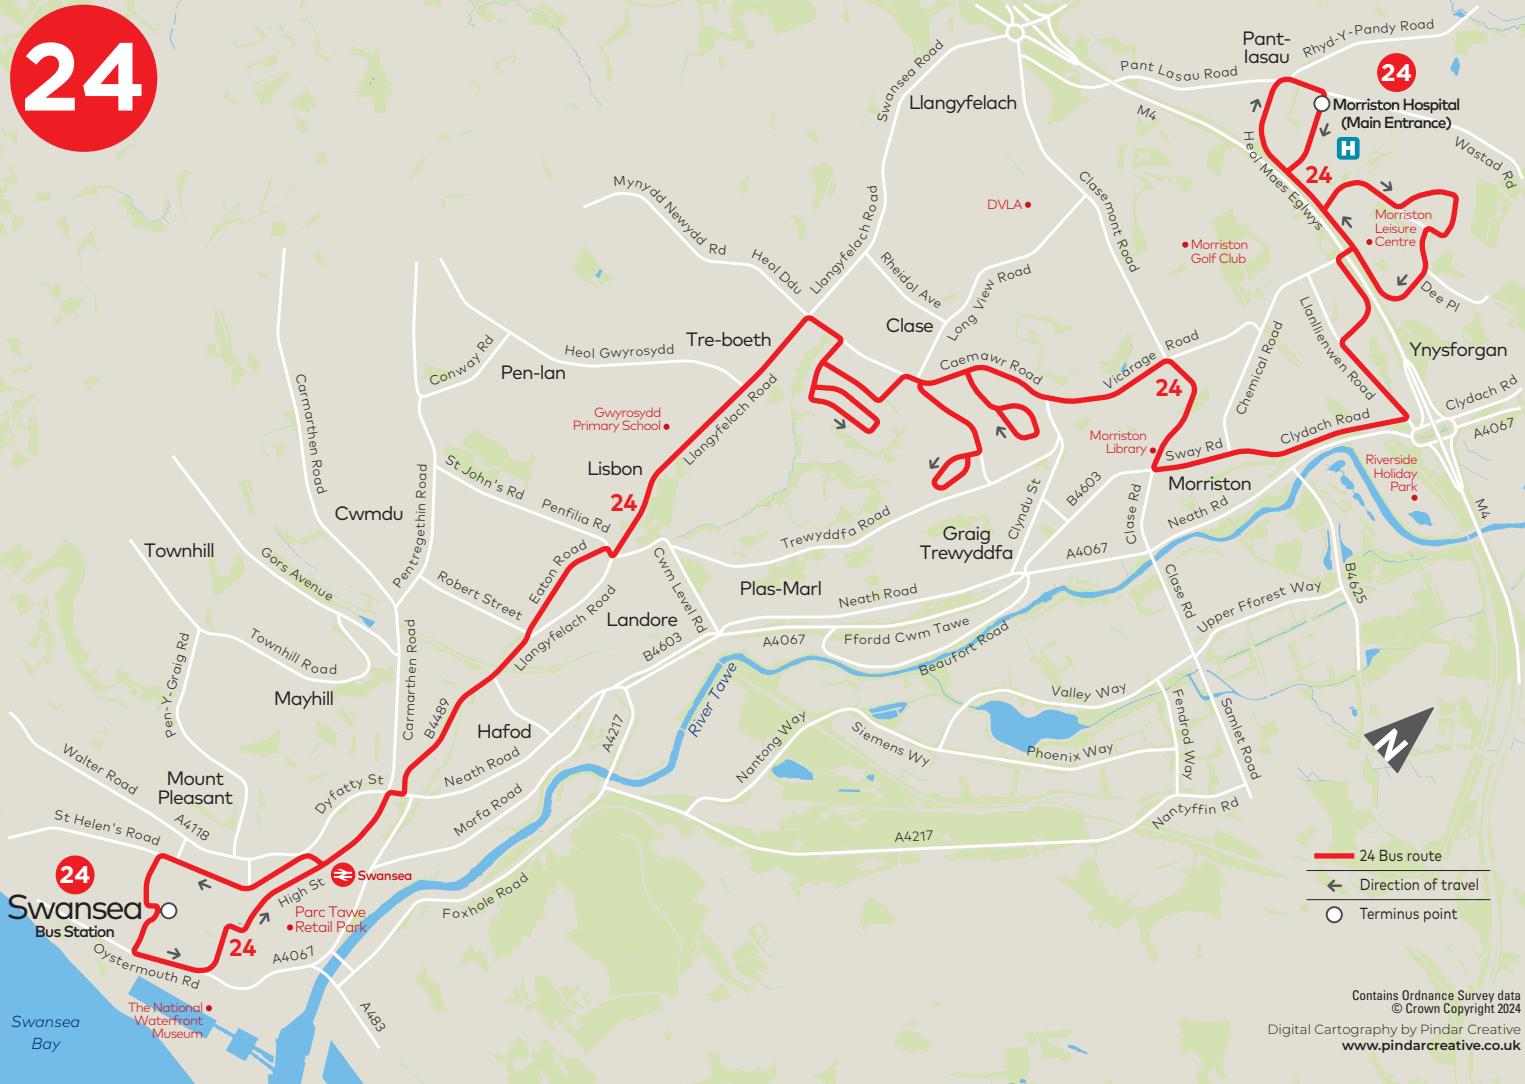 24
Pant-
lasau
Rhyd-Y-Pandy Road
24
Pant Lasau Road
Swansea Road
Llangyfelach
M4
Morriston Hospital
(Main Entrance)
H
Wastad Rd
Heol Maes Eglwys
24
Mynydd Newydd Rd
Clasemont Road
DVLA
Morriston
Golf Club
Morriston
Leisure
Centre
Llangyfelach Road
Heol Ddu
Rheidol Ave
Long View Road
Dee Pl
Clase
Tre-boeth
Heol Gwyrosydd
Conway Rd
Pen-lan
Caemawr Road
Vicarage Road
Chemical Road
Llanllienwen Road
Ynysforgan
24
Clydach Rd
A4067
Carmarthen Road
Gwyrosydd
Primary School
Llangyfelach Road
Clydach Road
Morriston
Library
Sway Rd
Riverside
Holiday
Park
Lisbon
St John's Rd
Penfilia Rd
24
Morriston
M4
Cwmdu
Pentregethin Road
B4603
Clase Rd
Neath Rd
Clyndu St
Trewyddfa Road
Graig
Trewyddfa
A4067
Townhill
Gors Avenue
Eaton Road
Cwm Level Rd
Robert Street
Plas-Marl
Neath Road
Clase Rd
Upper Fforest Way
B4625
Llangyfelach Road
Landore
B4603
A4067
Ffordd Cwm Tawe
Beaufort Road
Pen-Y-Graig Rd
Townhill Road
Carmarthen Road
Mayhill
River Tawe
Valley Way
Fendrod Way
Samlet Road
B4489
Hafod
A4217
Nantong Way
Siemens Wy
Phoenix Way
N
Walter Road
Mount
Pleasant
Dyfatty St
Neath Road
Morfa Road
Nantyffin Rd
St Helen's Road
A4118
A4217
24
Swansea
High St
Foxhole Road
24 Bus route
Direction of travel
Terminus point
Swansea
Bus Station
Parc Tawe
Retail Park
24
Oystermouth Rd
A4067
The National
Waterfront
Museum
A483
Swansea
Bay
Contains Ordnance Survey data
© Crown Copyright 2024
Digital Cartography by Pindar Creative
www.pindarcreative.co.uk